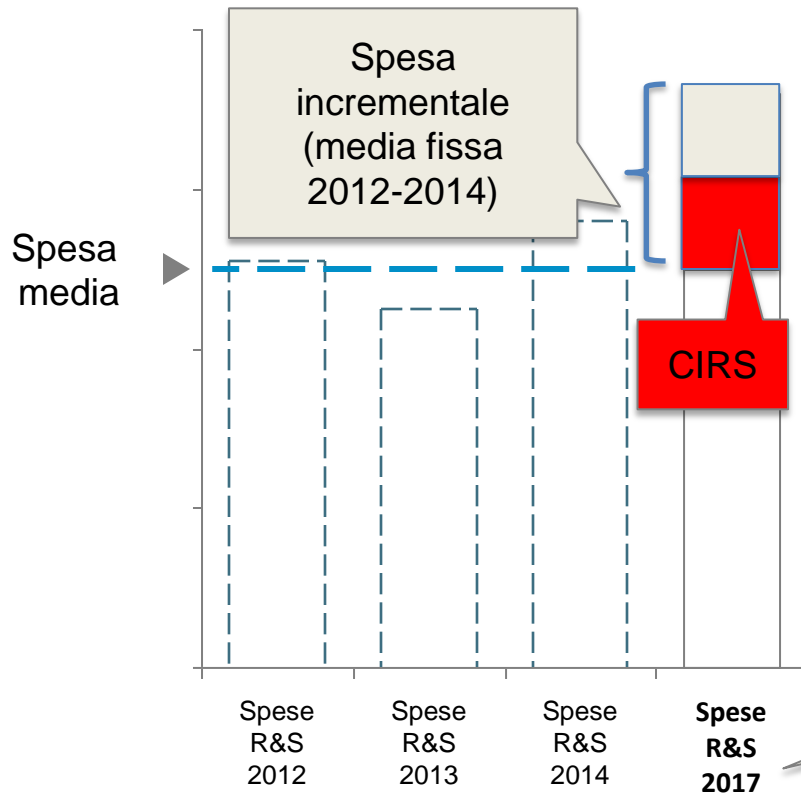 Spesa
incrementale
(media fissa
2012-2014)
Spesa
media
CIRS
Spese
R&S
2012
Spese
R&S
2013
Spese
R&S
2014
Spese
R&S
2017